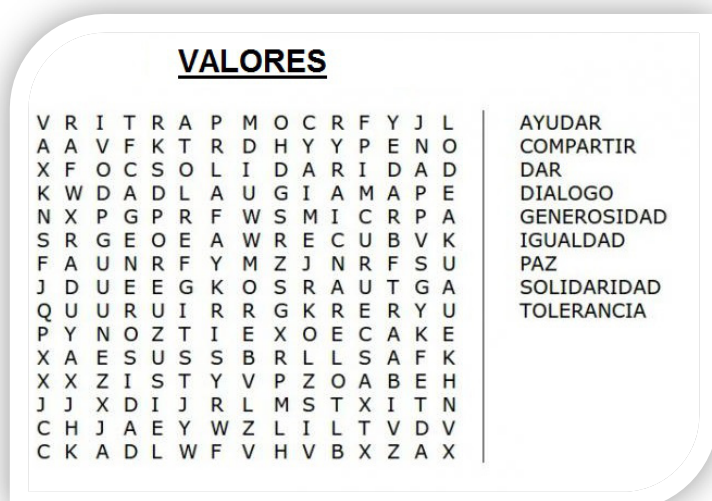 VALORES
V R I T R A P M O C R F Y J L
A A V F K T R D H Y Y P E N O
X F O C S O L I D A R I D A D
K W D A D L A U G I A M A P E
N X P G P R F W S M I C R P A
S R G E O E A W R E C U B V K
F A U N R F Y M Z J N R F S U
J D U E E G K O S R A U T G A
Q U U R U I R R G K R E R Y U
P Y N O Z T I E X O E C A K E
X A E S U S S B R L L S A F K
X X Z I S T Y V P Z O A B E H
J J X D I J R L M S T X I T N
C H J A E Y W Z L I L T V D V
C K A D L W F V H V B X Z A X
AYUDAR
COMPARTIR
DAR
DIALOGO
GENEROSIDAD
IGUALDAD
PAZ
SOLIDARIDAD
TOLERANCIA